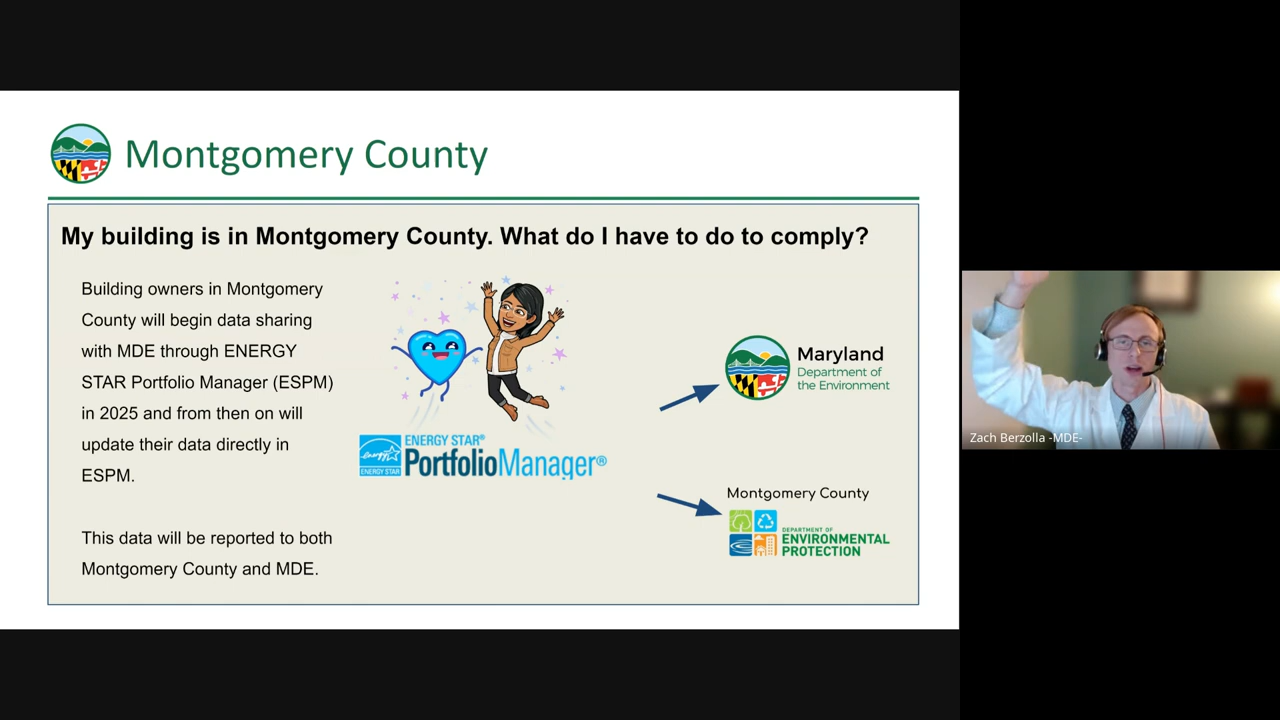 Montgomery County
My building is in Montgomery County. What do I have to do to comply?
Building owners in Montgomery
County will begin data sharing
with MDE through ENERGY
STAR Portfolio Manager (ESPM)
in 2025 and from then on will
update their data directly in
ESPM.
This data will be reported to both
Montgomery County and MDE.
energy
ENERGY STAR
ENERGY STAR®
PortfolioManager®
Maryland
Department of
the Environment
Montgomery County
DEPARTMENT OF
ENVIRONMENTAL
PROTECTION
Zach Berzolla -MDE-